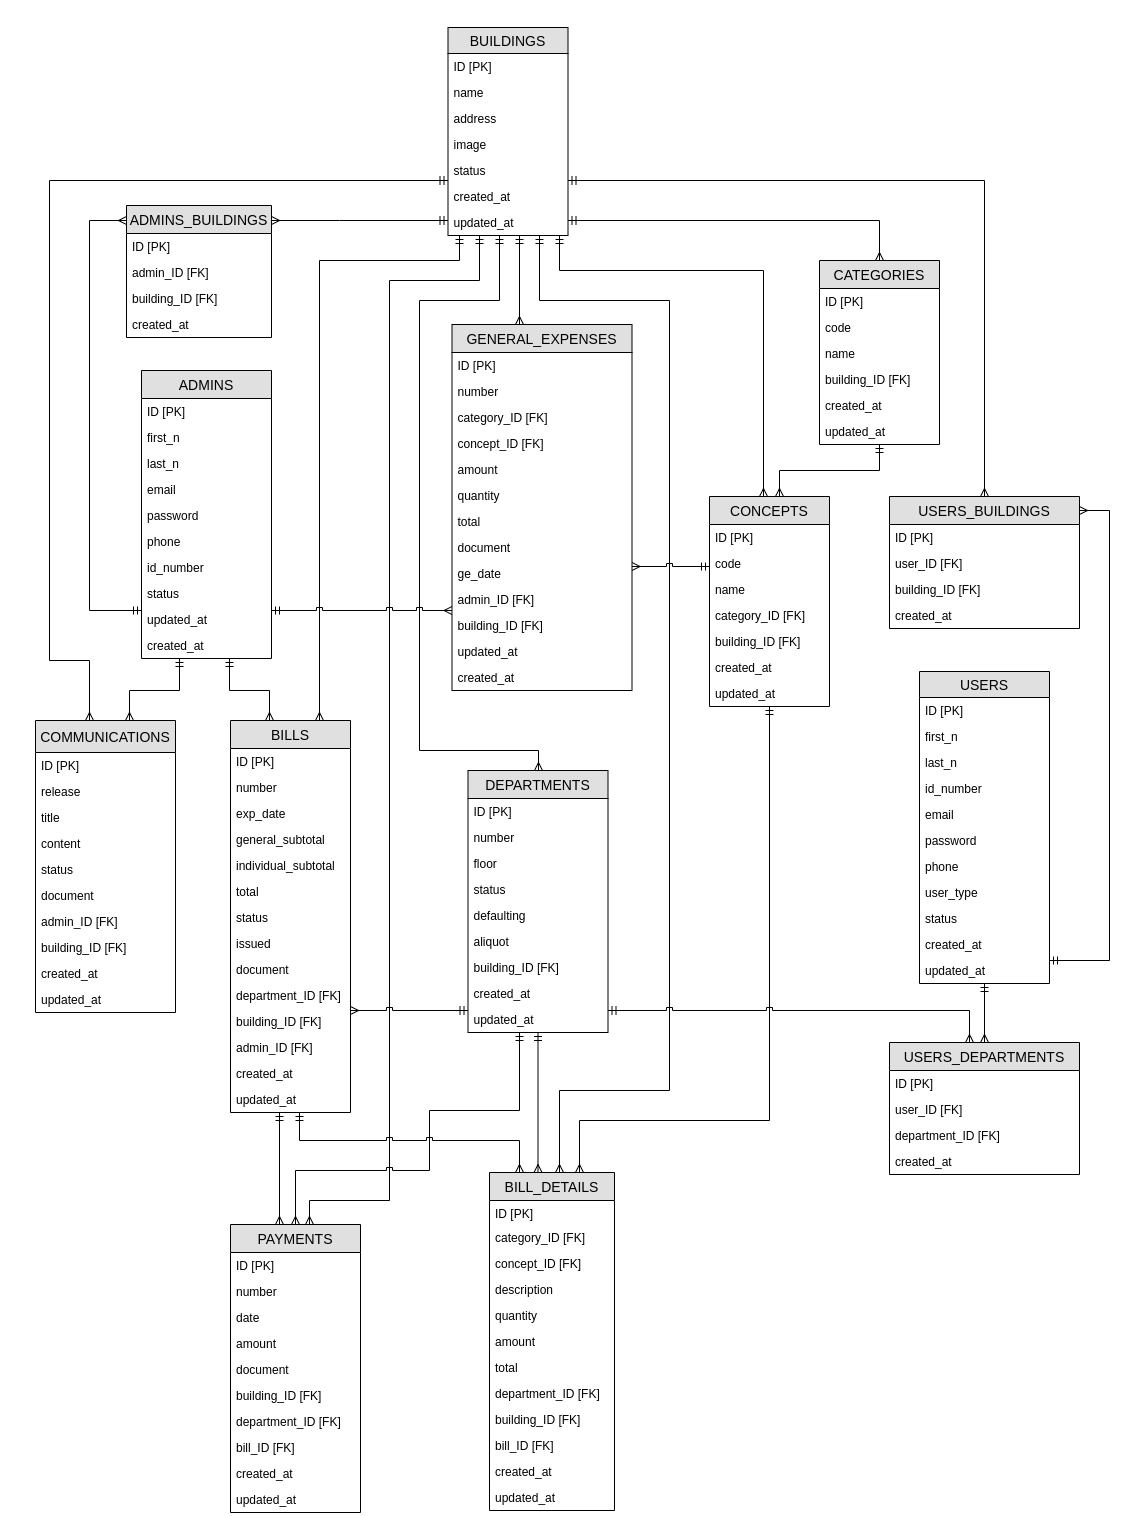 BUILDINGS
ID [PK]
name
address
image
status
created_at
updated_at
ADMINS_BUILDINGS
ID [PK]
admin_ID [FK]
building_ID [FK]
created_at
CATEGORIES
ID [PK]
code
name
building_ID [FK]
created_at
updated_at
GENERAL_EXPENSES
ID [PK]
number
category_ID [FK]
concept_ID [FK]
amount
quantity
total
document
ge_date
admin_ID [FK]
building_ID [FK]
updated_at
created_at
ADMINS
ID [PK]
first_n
last_n
email
password
phone
id_number
status
updated_at
created_at
CONCEPTS
ID [PK]
code
name
category_ID [FK]
building_ID [FK]
created_at
updated_at
USERS_BUILDINGS
ID [PK]
user_ID [FK]
building_ID [FK]
created_at
USERS
ID [PK]
first_n
last_n
id_number
email
password
phone
user_type
status
created_at
updated_at
COMMUNICATIONS
ID [PK]
release
title
content
status
document
admin_ID [FK]
building_ID [FK]
created_at
updated_at
BILLS
ID [PK]
number
exp_date
general_subtotal
individual_subtotal
total
status
issued
document
department_ID [FK]
building_ID [FK]
admin_ID [FK]
created_at
updated_at
DEPARTMENTS
ID [PK]
number
floor
status
defaulting
aliquot
building_ID [FK]
created_at
updated_at
USERS_DEPARTMENTS
ID [PK]
user_ID [FK]
department_ID [FK]
created_at
BILL_DETAILS
ID [PK]
category_ID [FK]
concept_ID [FK]
description
quantity
amount
total
department_ID [FK]
building_ID [FK]
bill_ID [FK]
created_at
updated_at
PAYMENTS
ID [PK]
number
date
amount
document
building_ID [FK]
department_ID [FK]
bill_ID [FK]
created_at
updated_at